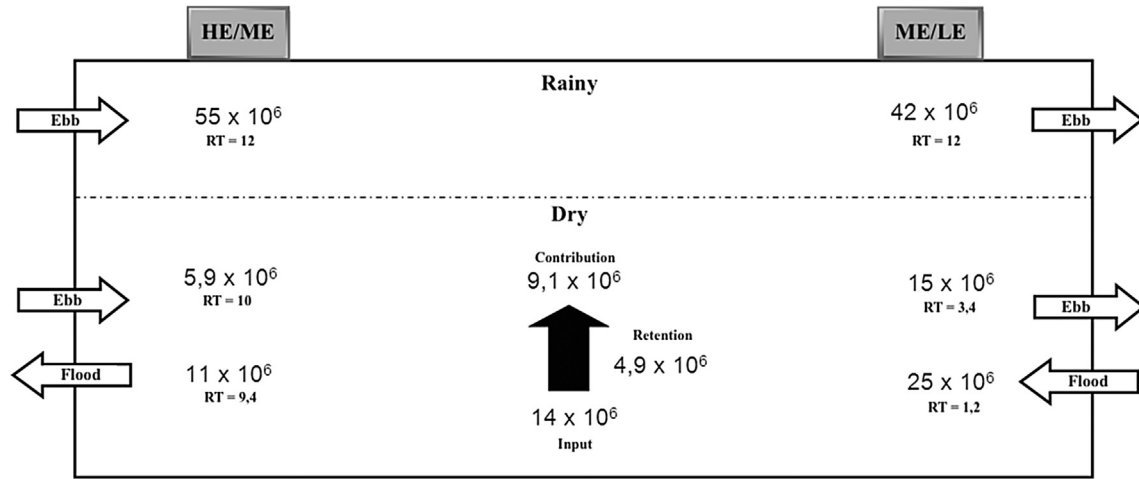 HE/ME
ME/LE
Rainy
Ebb
55 x 10⁶
RT = 12
42 x 10⁶
RT = 12
Ebb
Dry
Contribution
9,1 x 10⁶
Ebb
5,9 x 10⁶
RT = 10
15 x 10⁶
RT = 3,4
Ebb
Retention
4,9 x 10⁶
Flood
11 x 10⁶
RT = 9,4
25 x 10⁶
RT = 1,2
Flood
14 x 10⁶
Input